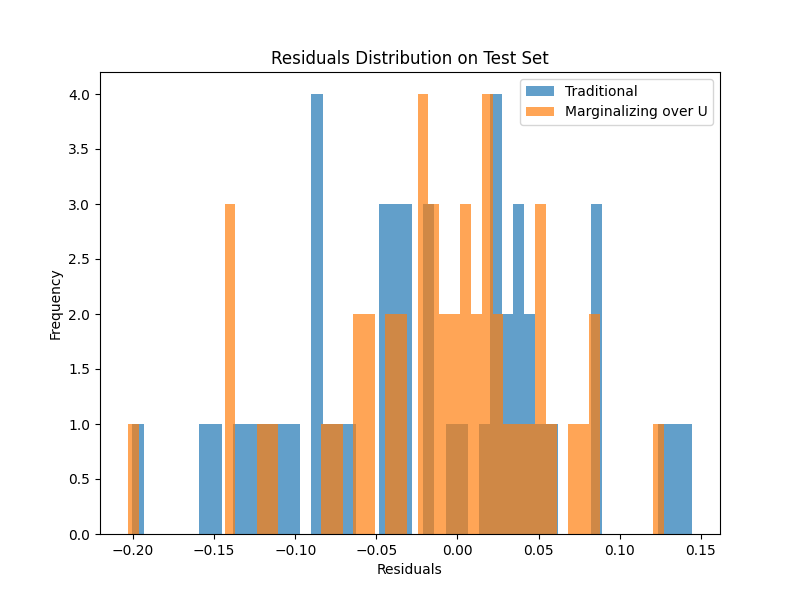 Residuals Distribution on Test Set
Traditional
Marginalizing over U
Frequency
4.0
3.5
3.0
2.5
2.0
1.5
1.0
0.5
0.0
−0.20 −0.15 −0.10 −0.05 0.00 0.05 0.10 0.15
Residuals